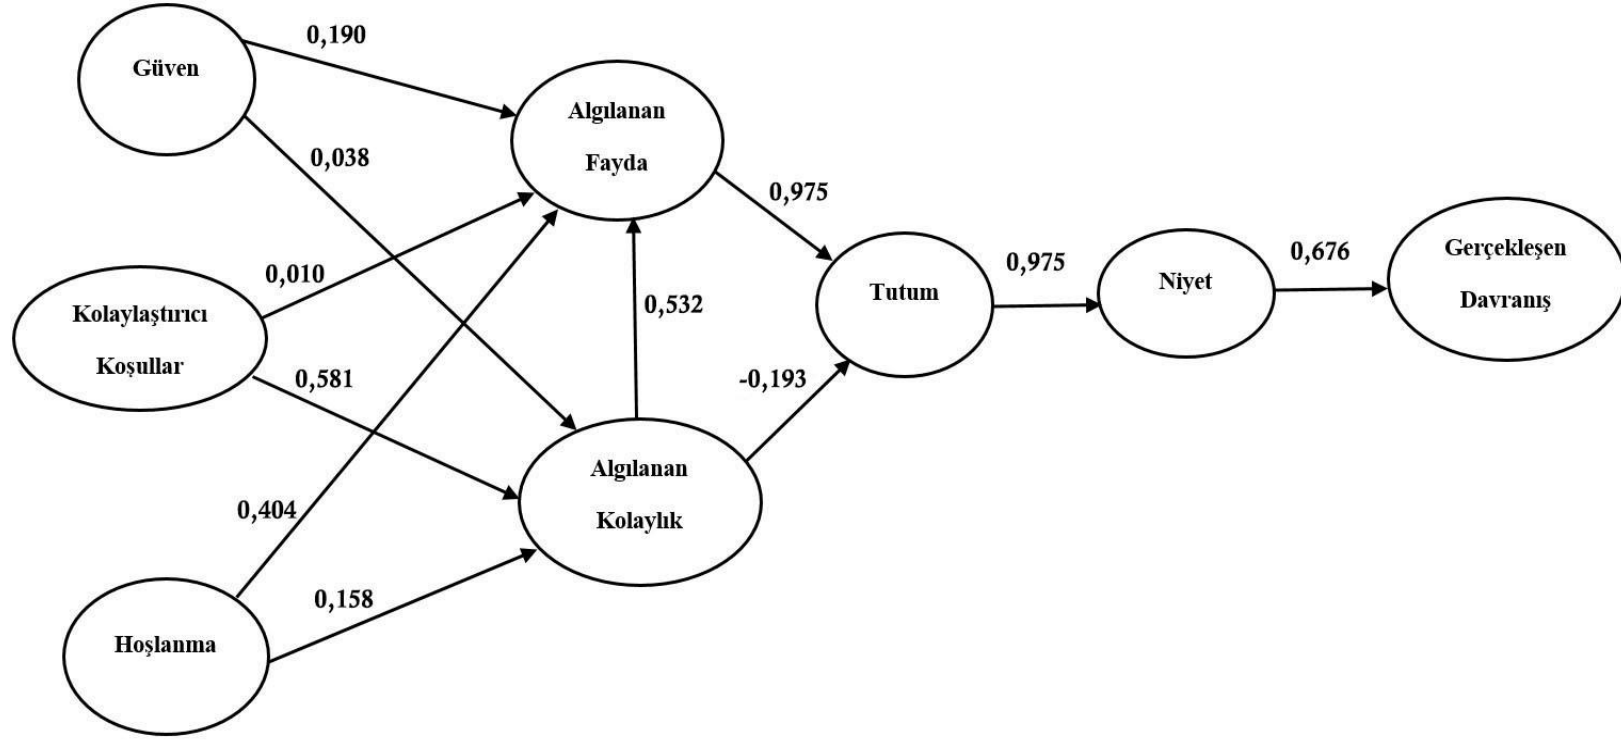 Güven
0,190
Algılanan
Fayda
0,038
0,975
Kolaylaştırıcı
Koşullar
0,010
0,581
0,532
Tutum
0,975
Niyet
0,676
Gerçekleşen
Davranış
-0,193
Algılanan
Kolaylık
0,404
0,158
Hoşlanma